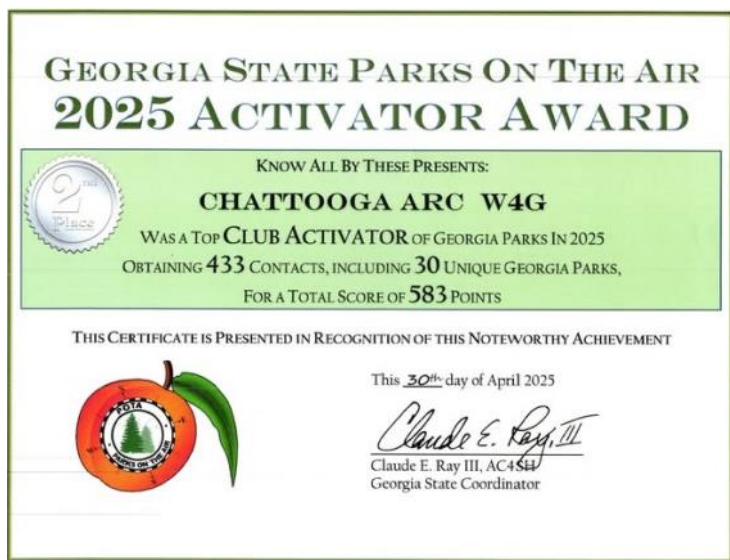 GEORGIA STATE PARKS ON THE AIR
2025 ACTIVATOR AWARD
2
Place
KNOW ALL BY THESE PRESENTS:
CHATTOOGA ARC W4G
WAS A TOP CLUB ACTIVATOR OF GEORGIA PARKS IN 2025
OBTAINING 433 CONTACTS, INCLUDING 30 UNIQUE GEORGIA PARKS,
FOR A TOTAL SCORE OF 583 POINTS
THIS CERTIFICATE IS PRESENTED IN RECOGNITION OF THIS NOTEWORTHY ACHIEVEMENT
POTA
PARKS ON THE AIR
This 30th day of April 2025
Claude E. Ray, III
Claude E. Ray III, AC4SH
Georgia State Coordinator